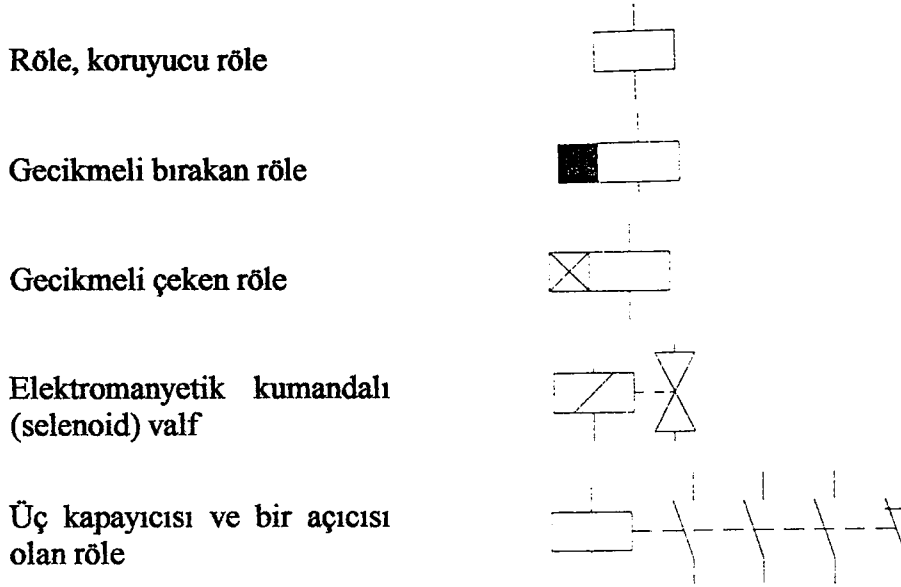 Röle, koruyucu röle
Gecikmeli bırakan röle
Gecikmeli çeken röle
Elektromanyetik kumandalı
(selenoid) valf
Üç kapayıcısı ve bir açıcısı
olan röle